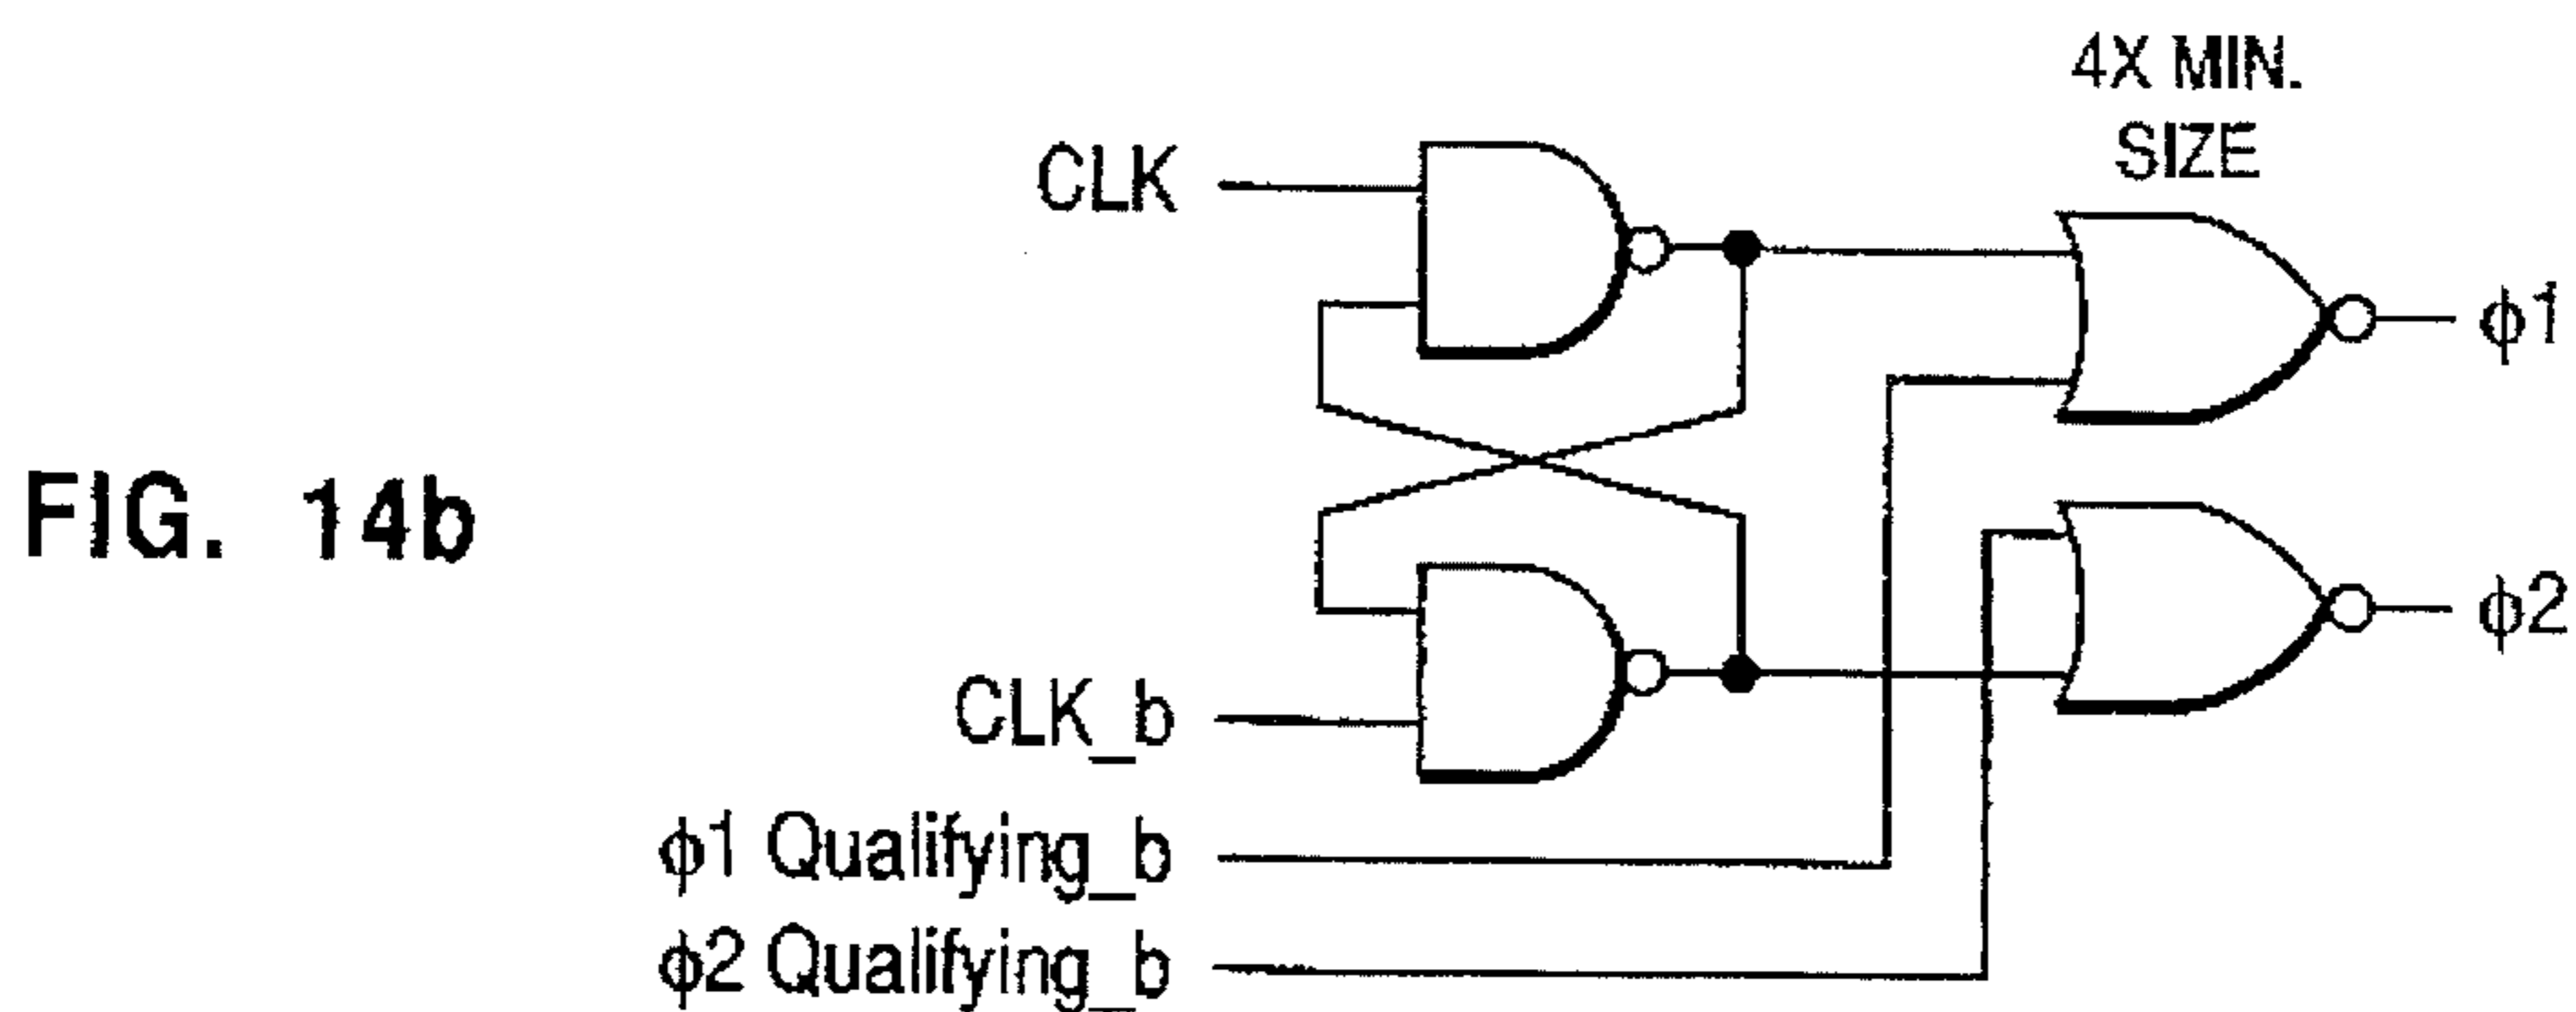 4X MIN.
SIZE
CLK
ϕ1
FIG. 14b
ϕ2
CLK_b
ϕ1 Qualifying_b
ϕ2 Qualifying_b